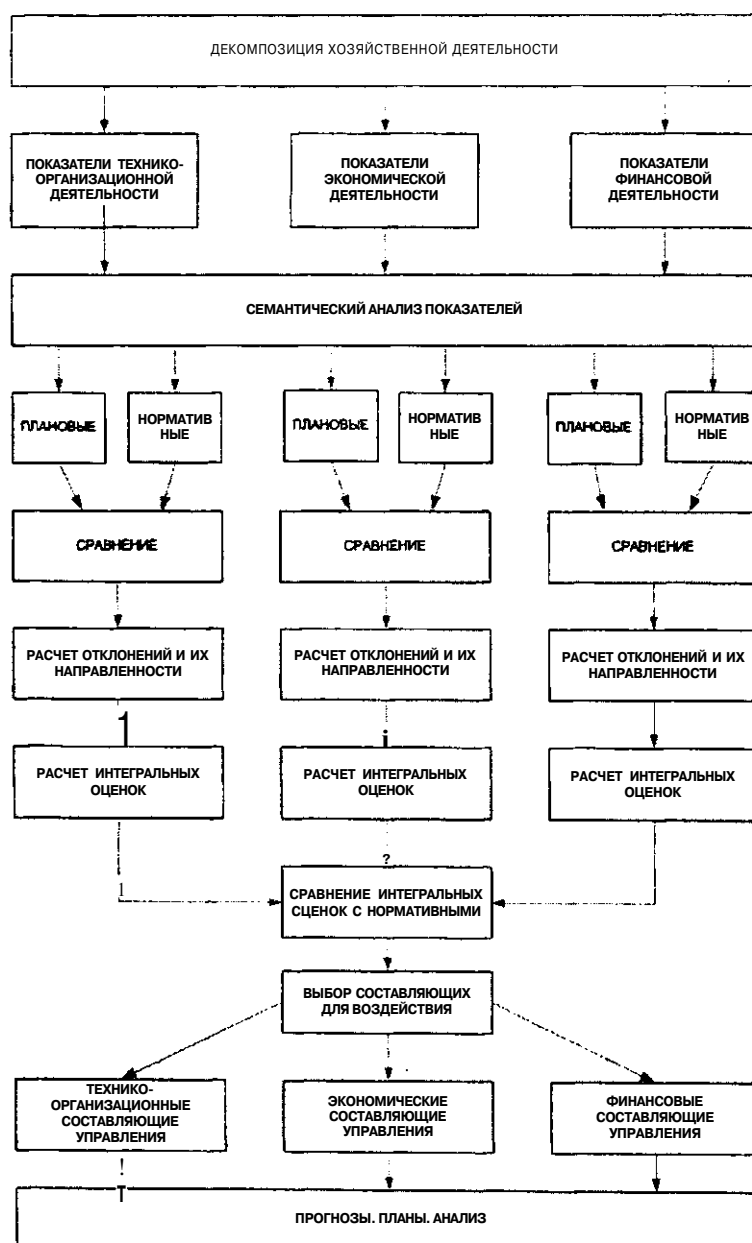 ДЕКОМПОЗИЦИЯ ХОЗЯЙСТВЕННОЙ ДЕЯТЕЛЬНОСТИ
ПОКАЗАТЕЛИ ТЕХНИКО-
ОРГАНИЗАЦИОННОЙ
ДЕЯТЕЛЬНОСТИ
ПОКАЗАТЕЛИ
ЭКОНОМИЧЕСКОЙ
ДЕЯТЕЛЬНОСТИ
ПОКАЗАТЕЛИ
ФИНАНСОВОЙ
ДЕЯТЕЛЬНОСТИ
СЕМАНТИЧЕСКИЙ АНАЛИЗ ПОКАЗАТЕЛЕЙ
ПЛАНОВЫЕ
НОРМАТИВ
НЫЕ
ПЛАНОВЫЕ
НОРМАТИВ
НЫЕ
ПЛАНОВЫЕ
НОРМАТИВ
НЫЕ
СРАВНЕНИЕ
СРАВНЕНИЕ
СРАВНЕНИЕ
РАСЧЕТ ОТКЛОНЕНИЙ И ИХ
НАПРАВЛЕННОСТИ
РАСЧЕТ ОТКЛОНЕНИЙ И ИХ
НАПРАВЛЕННОСТИ
РАСЧЕТ ОТКЛОНЕНИЙ И ИХ
НАПРАВЛЕННОСТИ
1
i
РАСЧЕТ ИНТЕГРАЛЬНЫХ
ОЦЕНОК
РАСЧЕТ ИНТЕГРАЛЬНЫХ
ОЦЕНОК
РАСЧЕТ ИНТЕГРАЛЬНЫХ
ОЦЕНОК
?
СРАВНЕНИЕ ИНТЕГРАЛЬНЫХ
СЦЕНОК С НОРМАТИВНЫМИ
ВЫБОР СОСТАВЛЯЮЩИХ
ДЛЯ ВОЗДЕЙСТВИЯ
ТЕХНИКО-
ОРГАНИЗАЦИОННЫЕ
СОСТАВЛЯЮЩИЕ
УПРАВЛЕНИЯ
ЭКОНОМИЧЕСКИЕ
СОСТАВЛЯЮЩИЕ
УПРАВЛЕНИЯ
ФИНАНСОВЫЕ
СОСТАВЛЯЮЩИЕ
УПРАВЛЕНИЯ
!
Т
ПРОГНОЗЫ. ПЛАНЫ. АНАЛИЗ